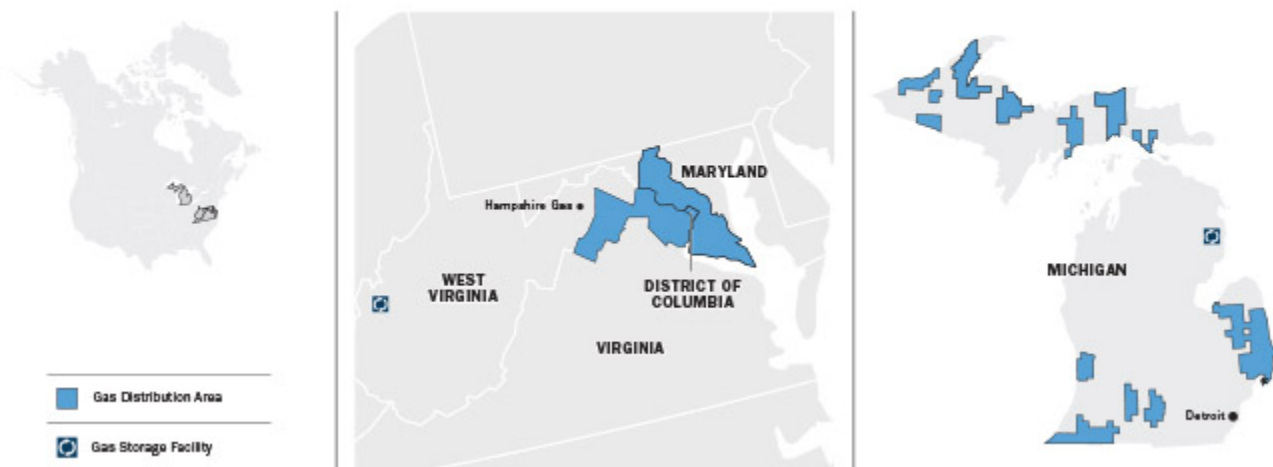 MARYLAND
Hampshire Gas
WEST
VIRGINIA
DISTRICT OF
COLUMBIA
VIRGINIA
MICHIGAN
Detroit
Gas Distribution Area
Gas Storage Facility